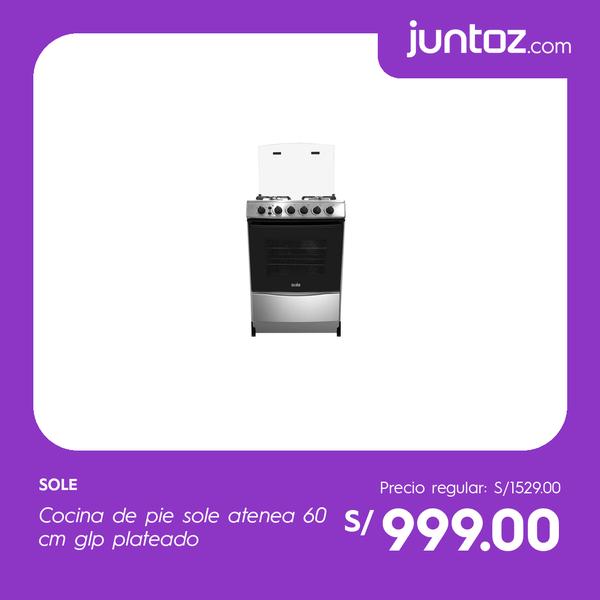 juntoz.com
sole
SOLE
Cocina de pie sole atenea 60
cm glp plateado
Precio regular: S/1529.00
S/ 999.00